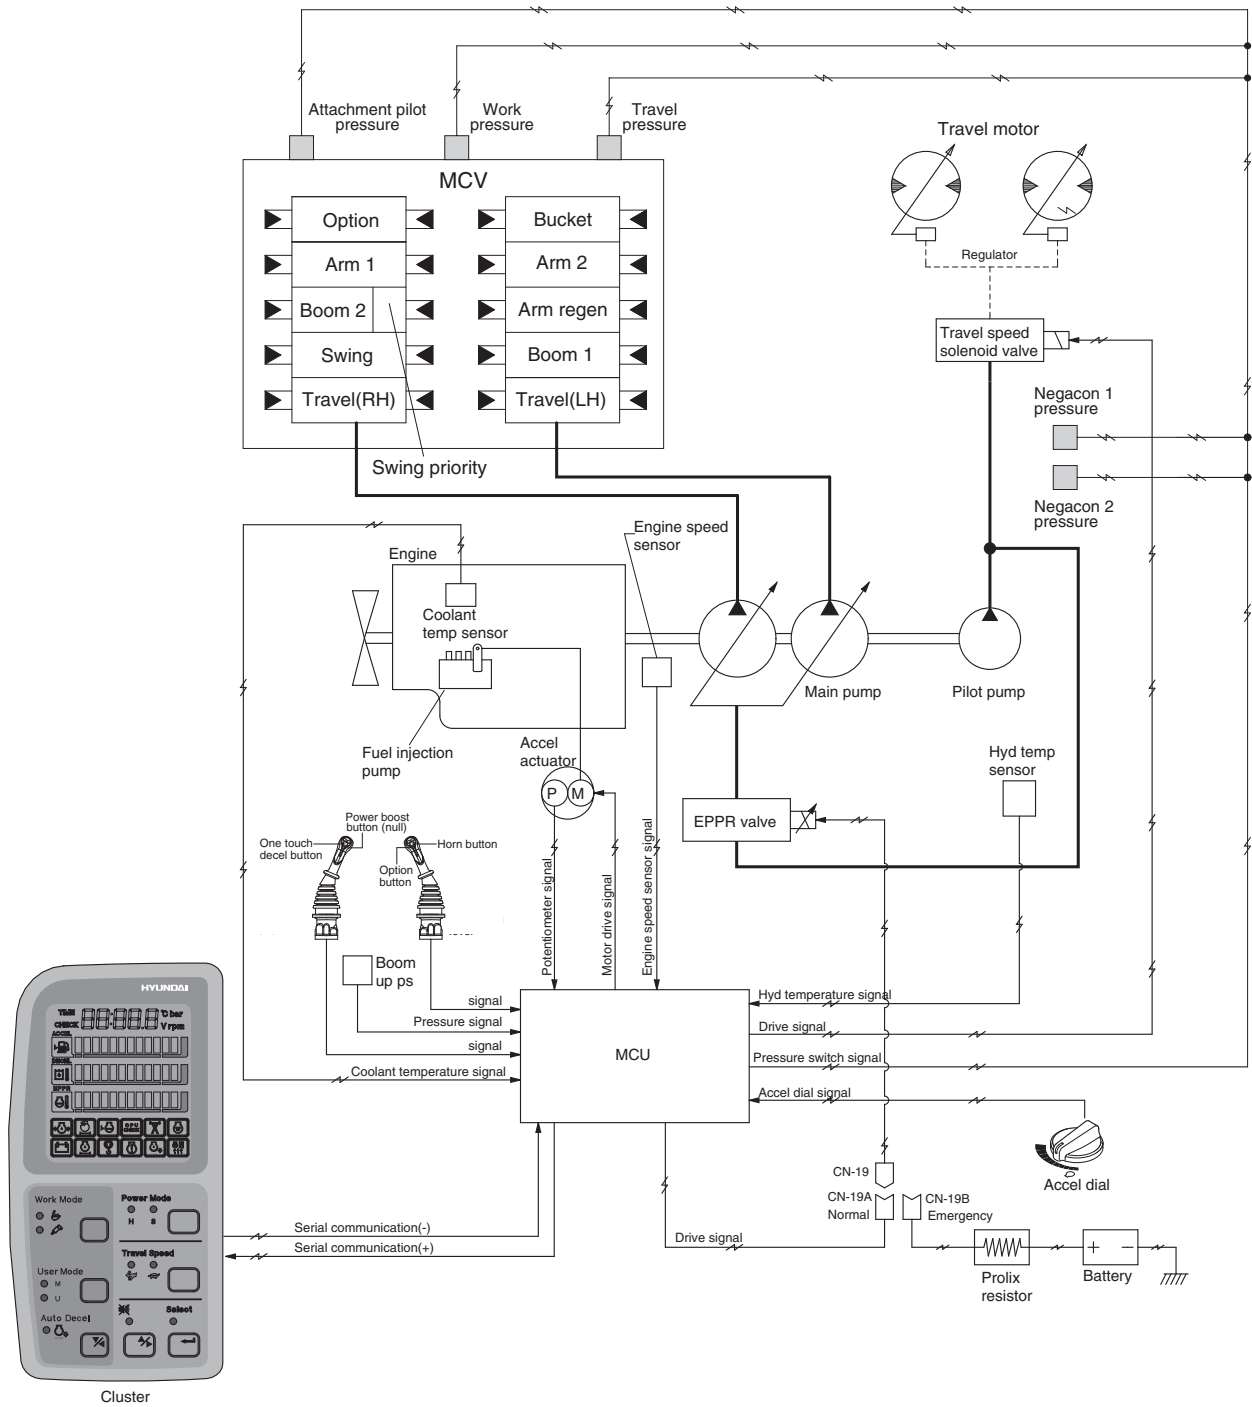 Attachment pilot
pressure
Work
pressure
Travel
pressure
Travel motor
MCV
Option
Bucket
Arm 1
Arm 2
Boom 2
Arm regen
Swing
Boom 1
Travel(RH)
Travel(LH)
Swing priority
Regulator
Travel speed
solenoid valve
Negacon 1
pressure
Negacon 2
pressure
Engine speed
sensor
Engine
Coolant
temp sensor
Main pump
Pilot pump
Fuel injection
pump
Accel
actuator
P
M
Hyd temp
sensor
EPPR valve
Power boost
button (null)
One touch
decel button
Horn button
Option
button
Potentiometer signal
Motor drive signal
Engine speed sensor signal
Boom
up ps
signal
Pressure signal
signal
Coolant temperature signal
MCU
Hyd temperature signal
Drive signal
Pressure switch signal
Accel dial signal
Accel dial
CN-19
CN-19A
Normal
CN-19B
Emergency
Drive signal
Prolix
resistor
+
−
Battery
Serial communication(-)
Serial communication(+)
HYUNDAI
TIME
°C bar
CHECK
V rpm
ACCEL
EPPR
CPU
CHECK
Work Mode
Power Mode
H
S
Travel Speed
User Mode
M
U
Select
Auto Decel
Cluster